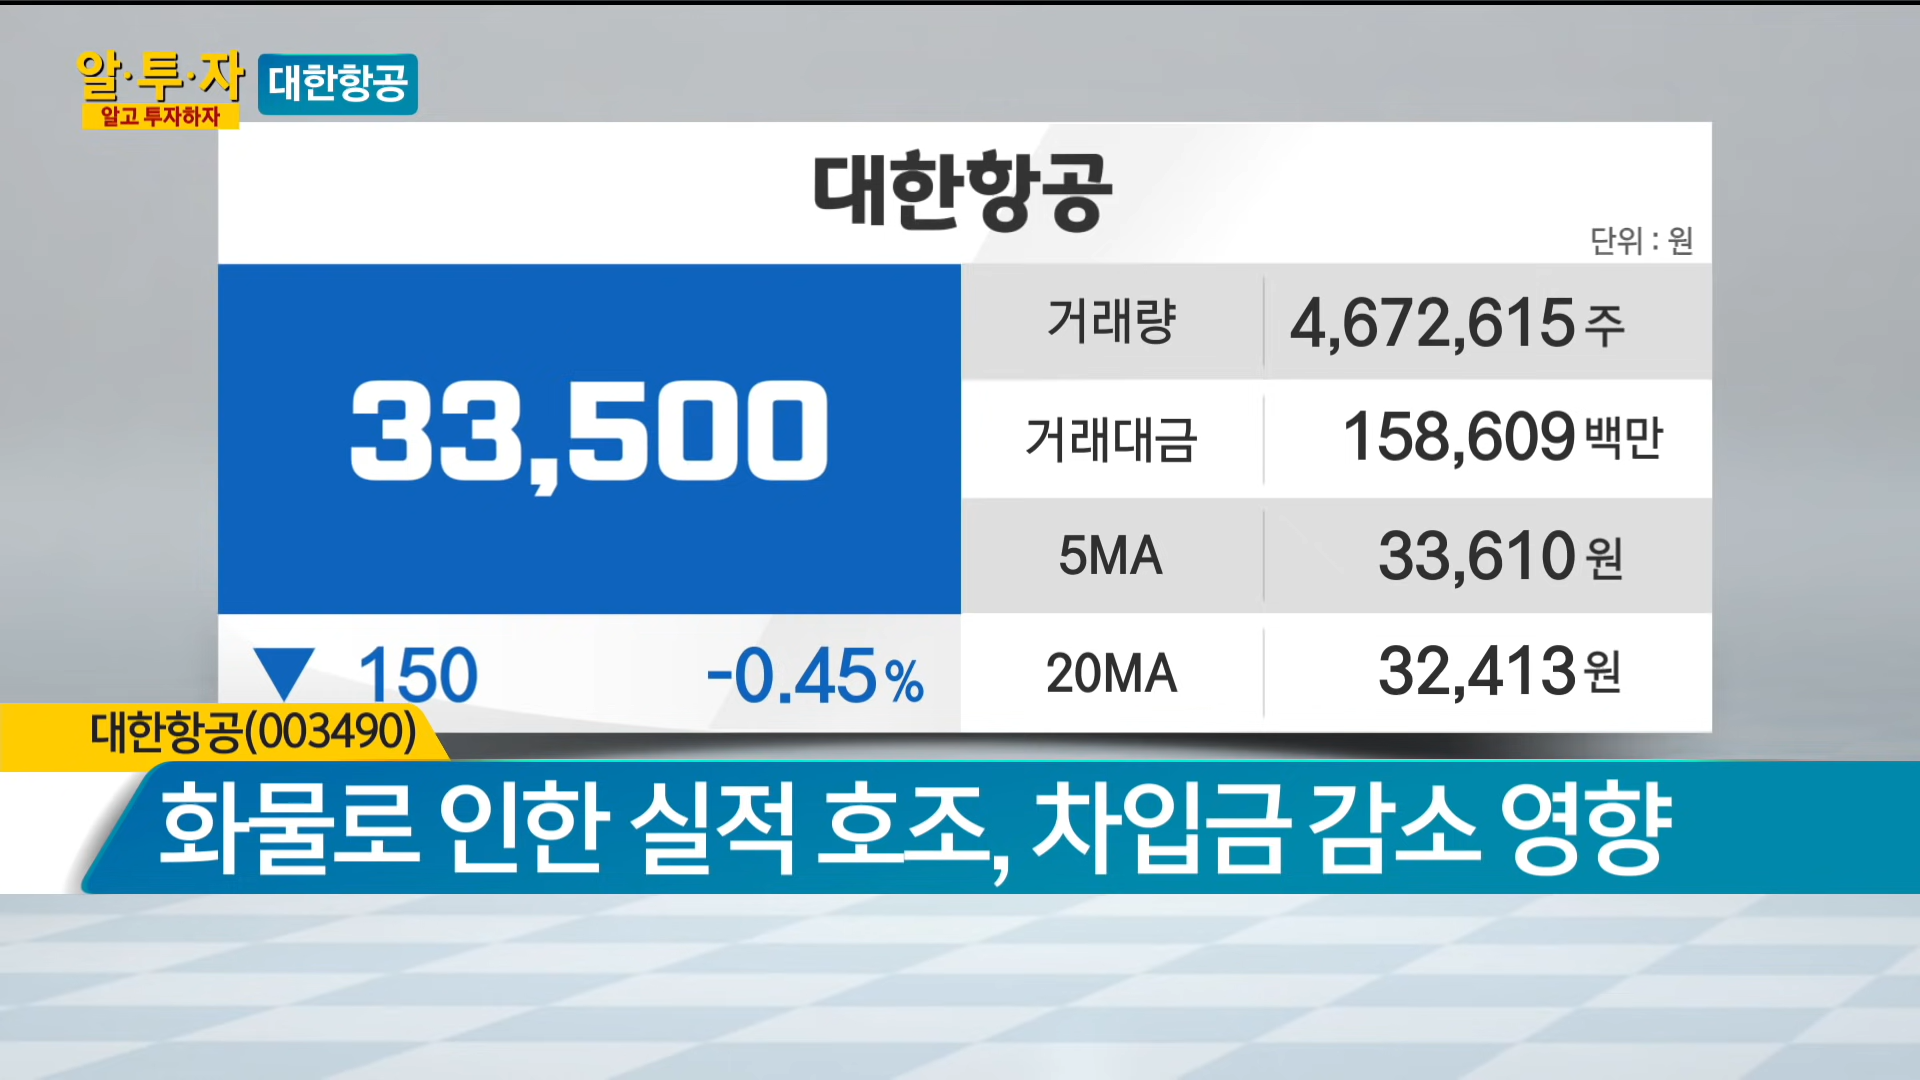 알·투·자
알고 투자하자
대한항공
대한항공
단위 : 원
33,500
▼ 150 -0.45%
거래량 4,672,615 주
거래대금 158,609 백만
5MA 33,610 원
20MA 32,413 원
대한항공(003490)
화물로 인한 실적 호조, 차입금 감소 영향